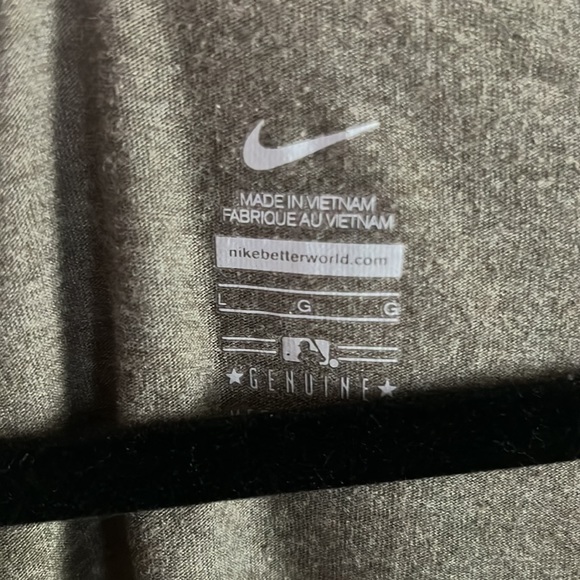 MADE IN VIETNAM
FABRIQUE AU VIETNAM
nikebetterworld.com
L G G
GENUINE